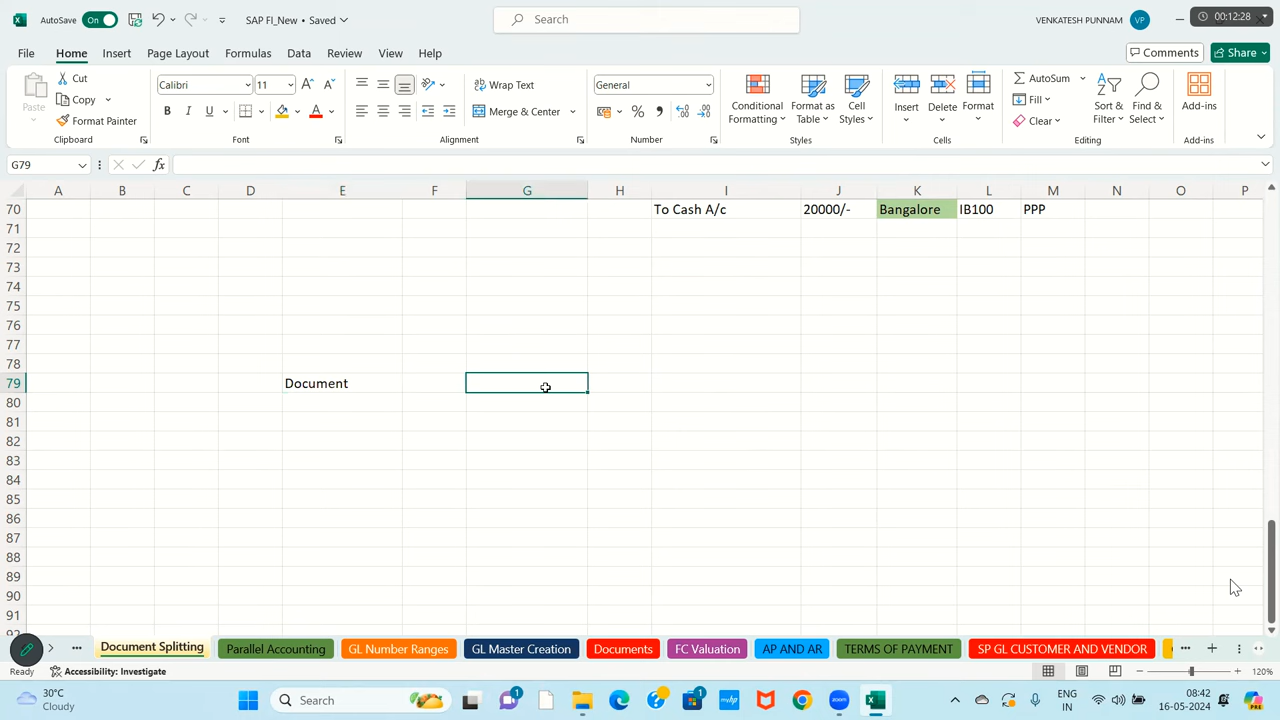 AutoSave On SAP FI_New • Saved Search VENKATESH PUNNAM VP 00:12:28
File Home Insert Page Layout Formulas Data Review View Help Comments Share
Paste Cut Copy Format Painter Clipboard
Calibri 11 B I U Font
Wrap Text Merge & Center Alignment
General % Number
Conditional Formatting Format as Table Cell Styles Styles
Insert Delete Format Cells
AutoSum Fill Clear Sort & Filter Find & Select Editing
Add-ins Add-ins
G79 fx
A B C D E F G H I J K L M N O P
70 To Cash A/c 20000/- Bangalore IB100 PPP
71
72
73
74
75
76
77
78
79 Document
80
81
82
83
84
85
86
87
88
89
90
91
Document Splitting Parallel Accounting GL Number Ranges GL Master Creation Documents FC Valuation AP AND AR TERMS OF PAYMENT SP GL CUSTOMER AND VENDOR
Ready Accessibility: Investigate 120%
30°C Cloudy Search 1 1 zoom ENG IN 08:42 16-05-2024 PRE